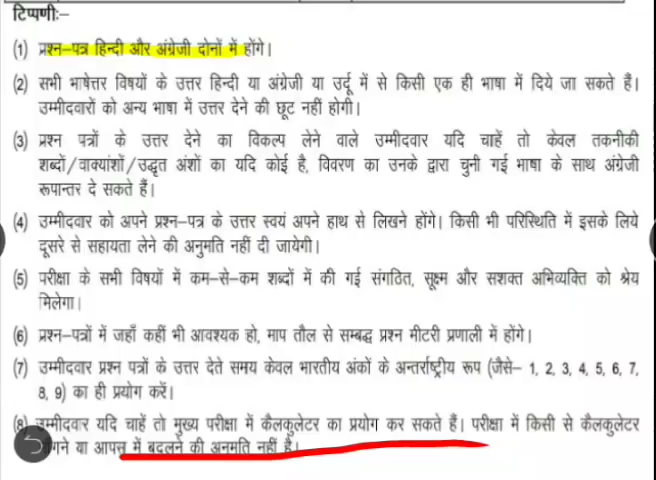 टिप्पणी:–
(1) प्रश्न–पत्र हिन्दी और अंग्रेजी दोनों में होंगे।
(2) सभी भाषेत्तर विषयों के उत्तर हिन्दी या अंग्रेजी या उर्दू में से किसी एक ही भाषा में दिये जा सकते हैं।
उम्मीदवारों को अन्य भाषा में उत्तर देने की छूट नहीं होगी।
(3) प्रश्न पत्रों के उत्तर देने का विकल्प लेने वाले उम्मीदवार यदि चाहें तो केवल तकनीकी
शब्दों/वाक्यांशों/उद्धृत अंशों का यदि कोई है, विवरण का उनके द्वारा चुनी गई भाषा के साथ अंग्रेजी
रूपान्तर दे सकते हैं।
(4) उम्मीदवार को अपने प्रश्न–पत्र के उत्तर स्वयं अपने हाथ से लिखने होंगे। किसी भी परिस्थिति में इसके लिये
दूसरे से सहायता लेने की अनुमति नहीं दी जायेगी।
(5) परीक्षा के सभी विषयों में कम–से–कम शब्दों में की गई संगठित, सूक्ष्म और सशक्त अभिव्यक्ति को श्रेय
मिलेगा।
(6) प्रश्न–पत्रों में जहाँ कहीं भी आवश्यक हो, माप तौल से सम्बद्ध प्रश्न मीटरी प्रणाली में होंगे।
(7) उम्मीदवार प्रश्न पत्रों के उत्तर देते समय केवल भारतीय अंकों के अन्तर्राष्ट्रीय रूप (जैसे– 1, 2, 3, 4, 5, 6, 7,
8, 9) का ही प्रयोग करें।
(8) उम्मीदवार यदि चाहें तो मुख्य परीक्षा में कैलकुलेटर का प्रयोग कर सकते हैं। परीक्षा में किसी से कैलकुलेटर
या आपस में बदलने की अनुमति नहीं है।